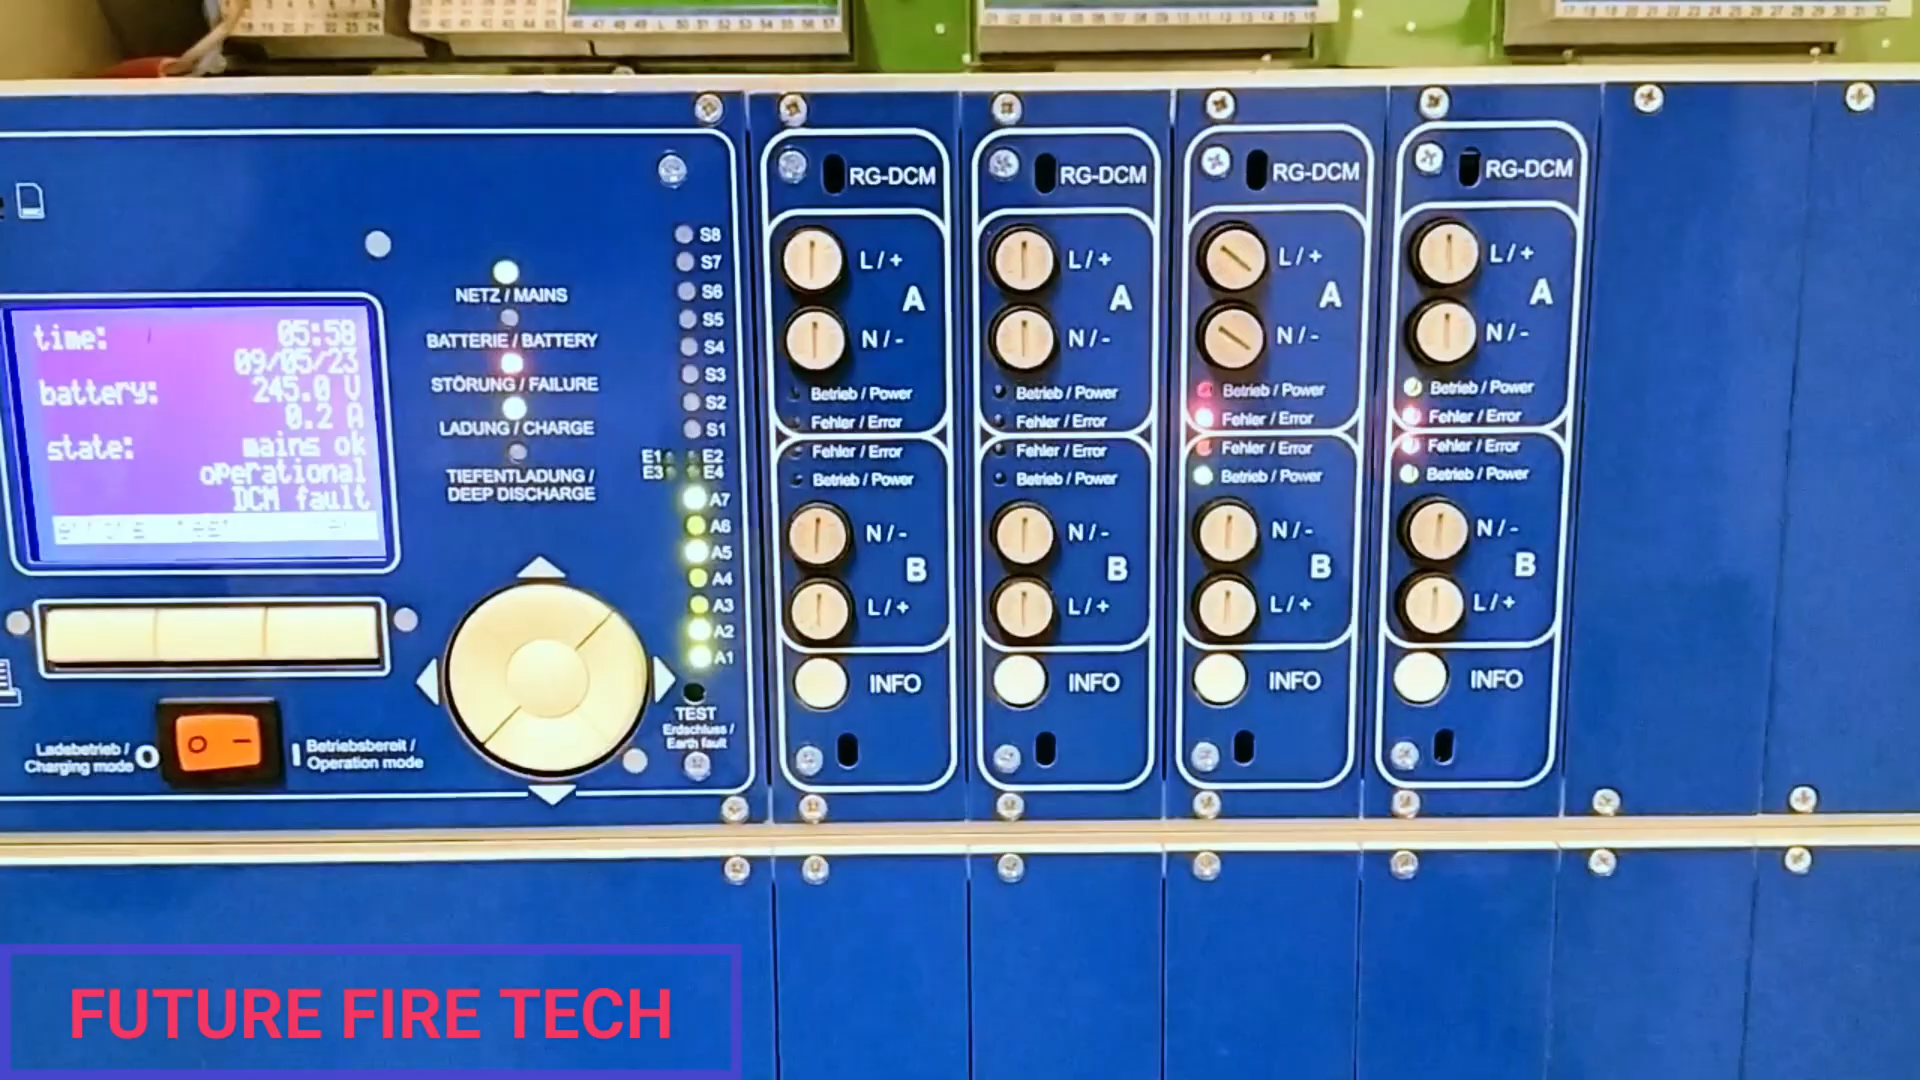 time: 05:58
09/05/23
battery: 245.0 V
0.2 A
state: mains ok
operational
DCM fault
NETZ / MAINS
BATTERIE / BATTERY
STÖRUNG / FAILURE
LADUNG / CHARGE
TIEFENTLADUNG /
DEEP DISCHARGE
S8
S7
S6
S5
S4
S3
S2
S1
E1 E2
E3 E4
A7
A6
A5
A4
A3
A2
A1
TEST
Erdschluss /
Earth fault
Ladebetrieb /
Charging mode
O
I
Betriebsbereit /
Operation mode
RG-DCM
L / +
A
N / -
Betrieb / Power
Fehler / Error
Fehler / Error
Betrieb / Power
N / -
B
L / +
INFO
RG-DCM
L / +
A
N / -
Betrieb / Power
Fehler / Error
Fehler / Error
Betrieb / Power
N / -
B
L / +
INFO
RG-DCM
L / +
A
N / -
Betrieb / Power
Fehler / Error
Fehler / Error
Betrieb / Power
N / -
B
L / +
INFO
RG-DCM
L / +
A
N / -
Betrieb / Power
Fehler / Error
Fehler / Error
Betrieb / Power
N / -
B
L / +
INFO
FUTURE FIRE TECH